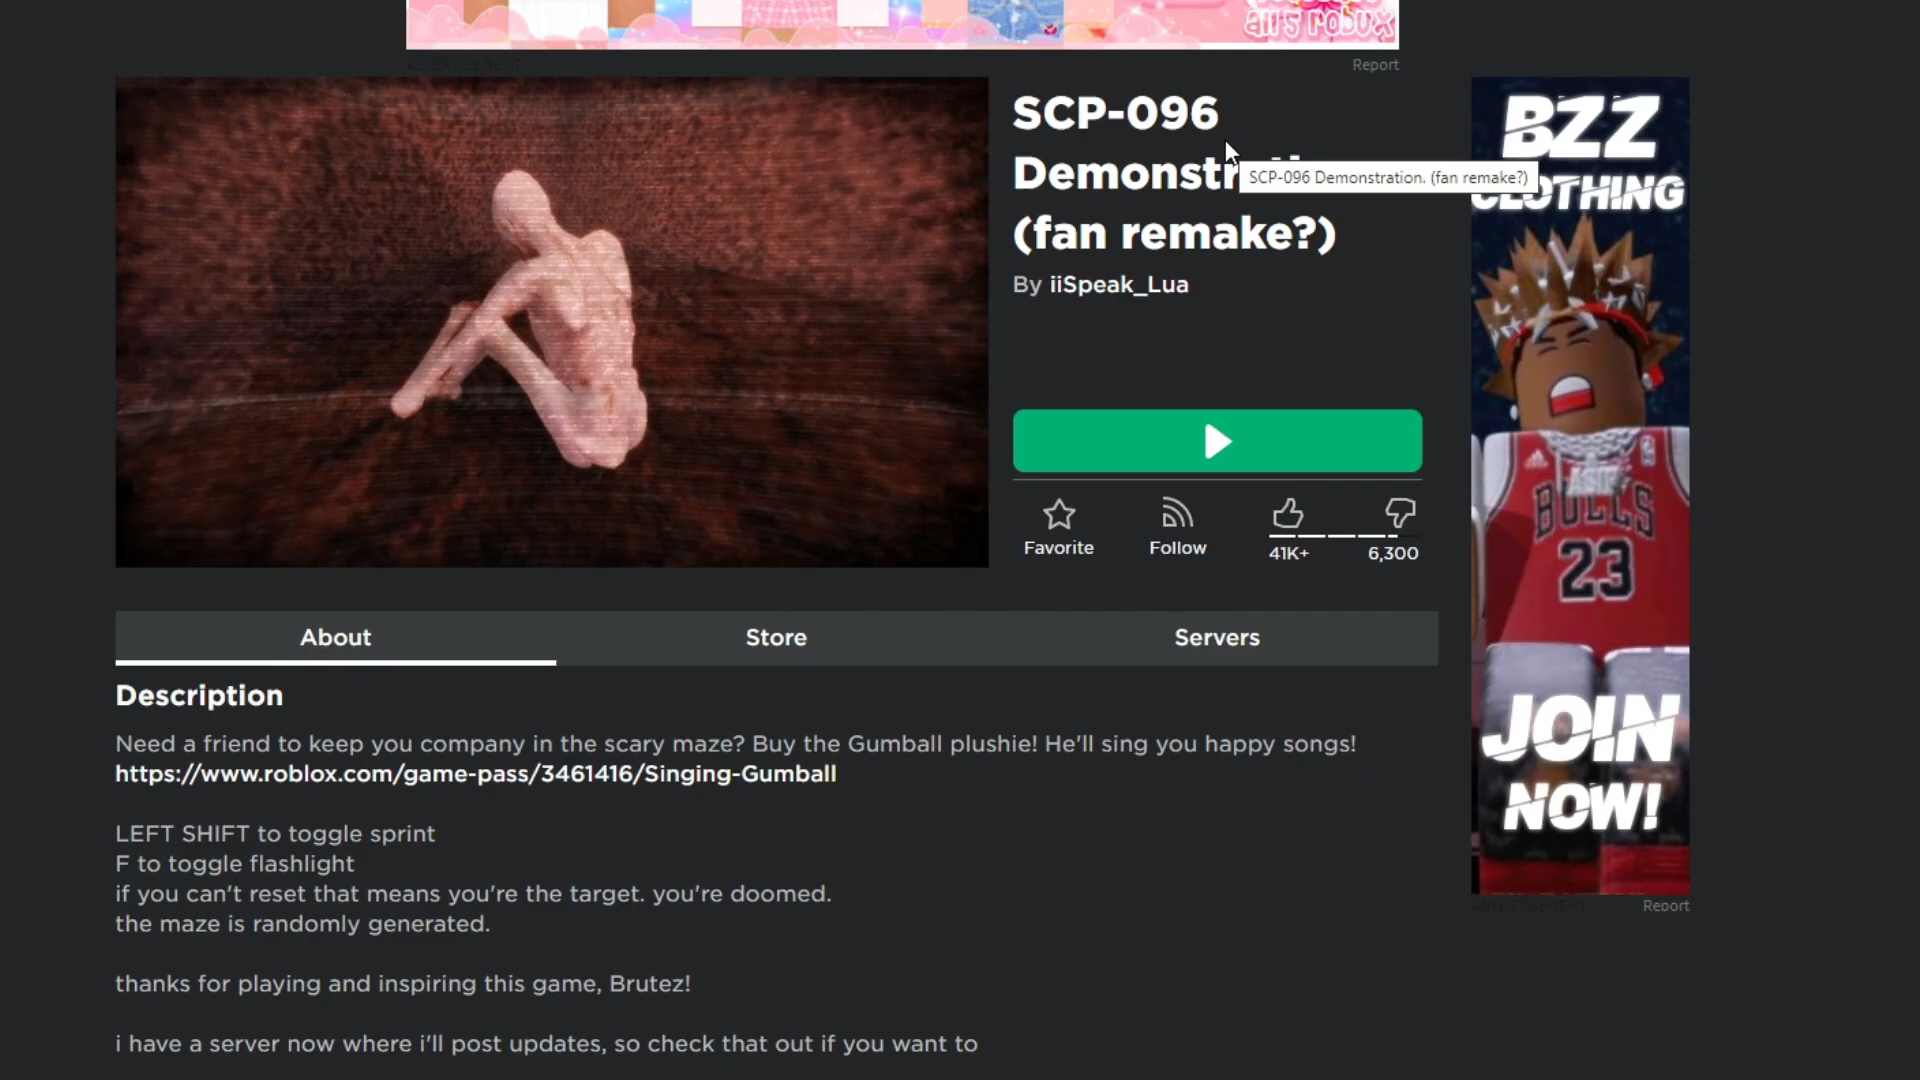 all 5 robux
ADVERTISEMENT
Report
SCP-096
SCP-096 Demonstration. (fan remake?)
(fan remake?)
By iiSpeak_Lua
Favorite
Follow
41K+
6,300
About
Store
Servers
Description
Need a friend to keep you company in the scary maze? Buy the Gumball plushie! He'll sing you happy songs!
https://www.roblox.com/game-pass/3461416/Singing-Gumball
LEFT SHIFT to toggle sprint
F to toggle flashlight
if you can't reset that means you're the target. you're doomed.
the maze is randomly generated.
thanks for playing and inspiring this game, Brutez!
i have a server now where i'll post updates, so check that out if you want to
BZZ
CLOTHING
BULLS
23
JOIN
NOW!
ADVERTISEMENT
Report